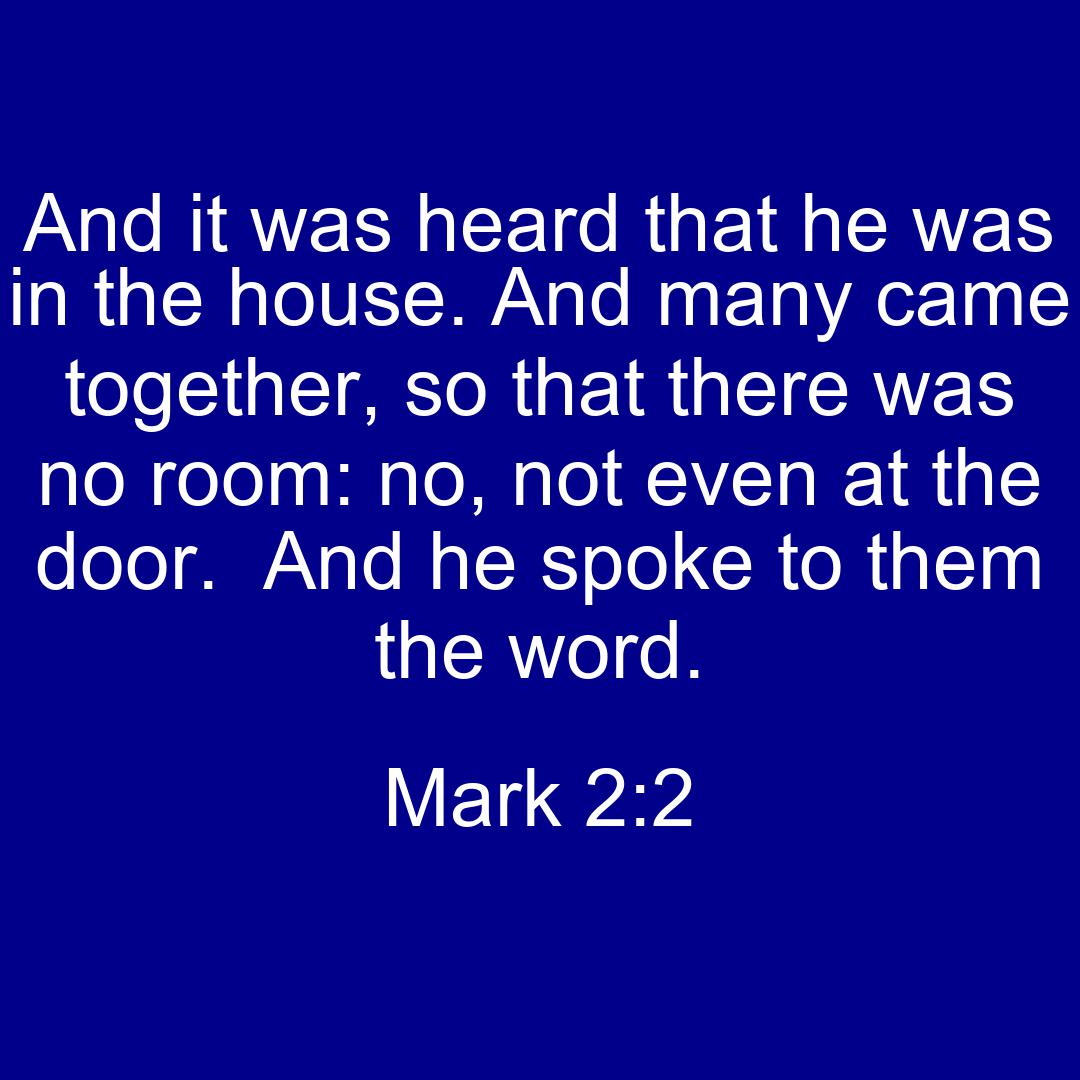 And it was heard that he was
in the house. And many came
together, so that there was
no room: no, not even at the
door.  And he spoke to them
the word.
Mark 2:2